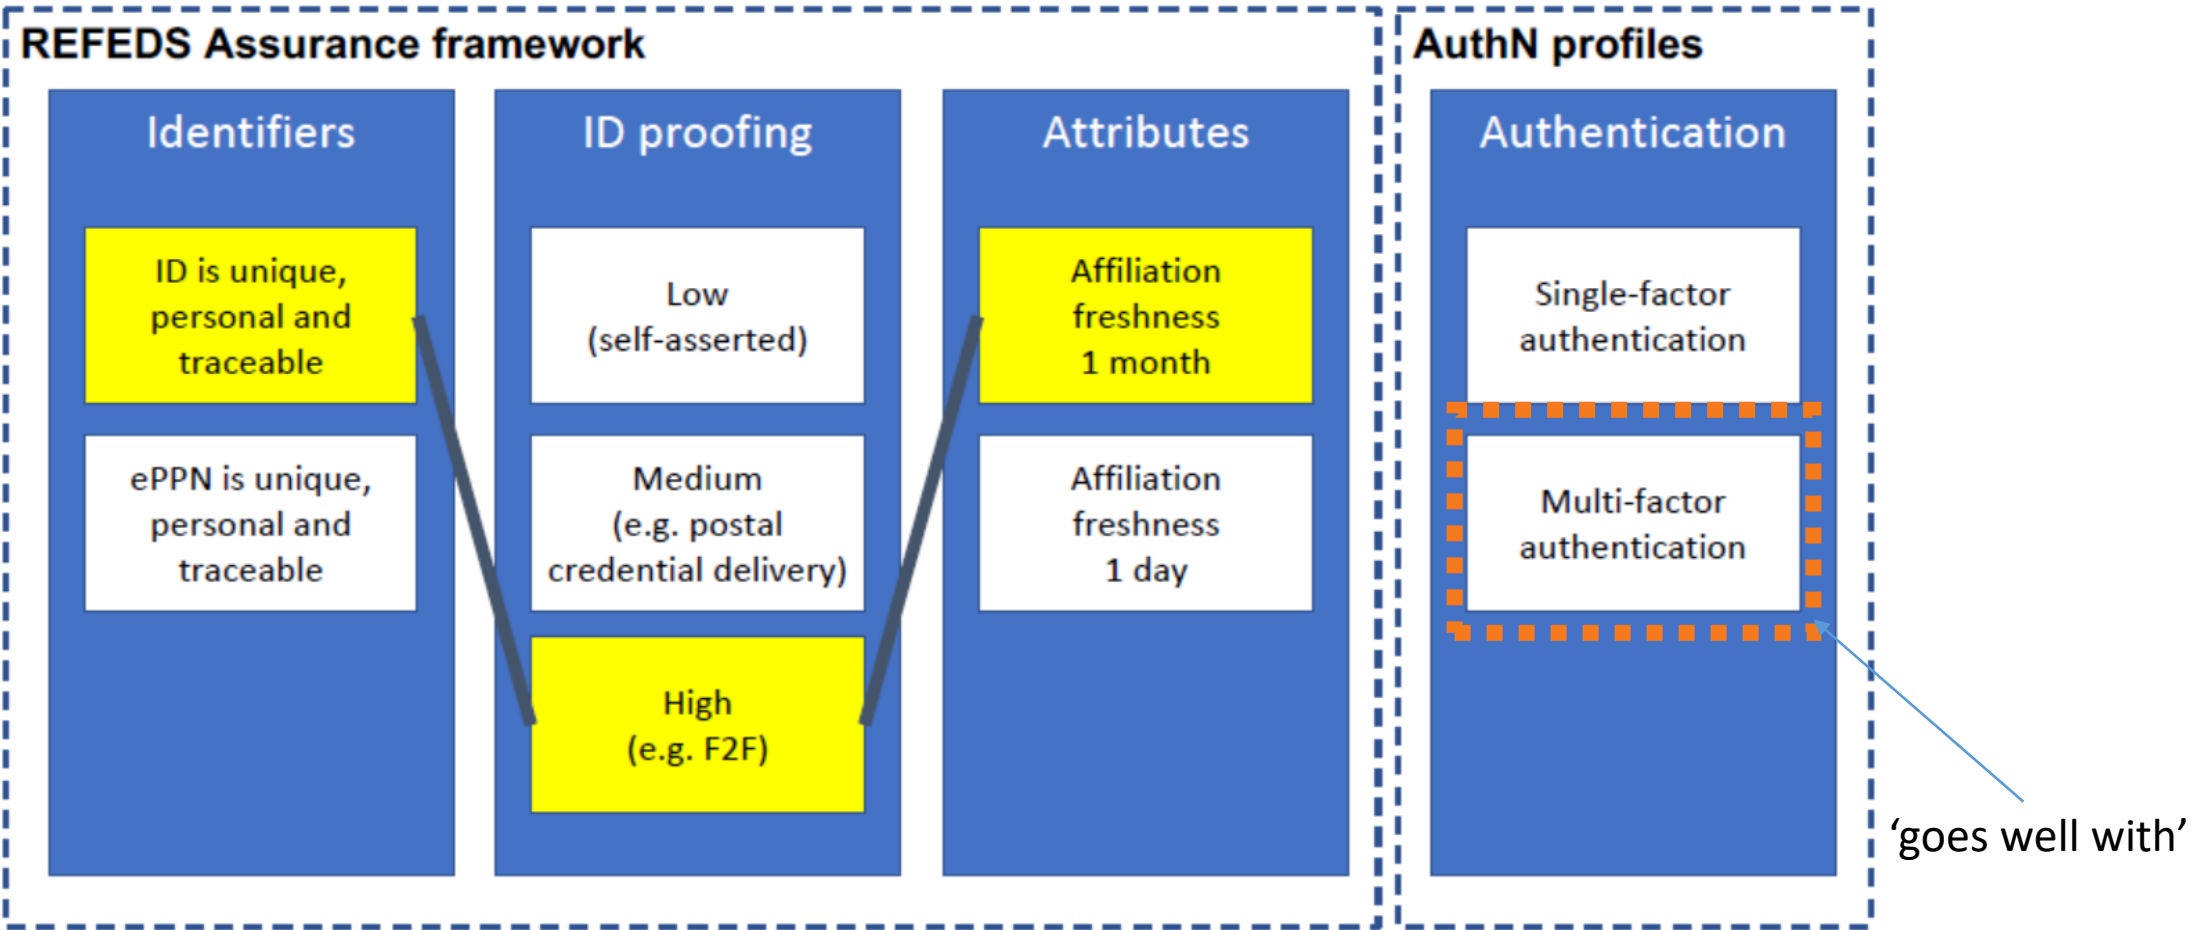 REFEDS Assurance framework
Identifiers
ID is unique,
personal and
traceable
ePPN is unique,
personal and
traceable
ID proofing
Low
(self-asserted)
Medium
(e.g. postal
credential delivery)
High
(e.g. F2F)
Attributes
Affiliation
freshness
1 month
Affiliation
freshness
1 day
AuthN profiles
Authentication
Single-factor
authentication
Multi-factor
authentication
‘goes well with’